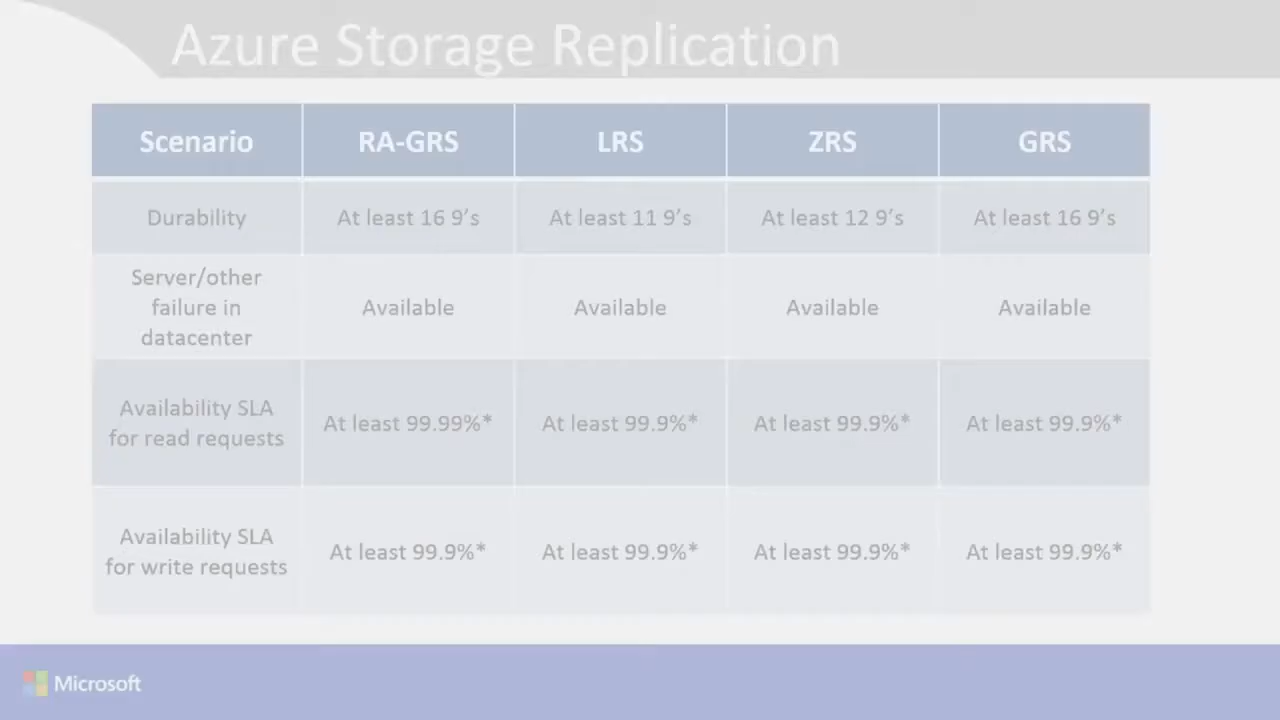 Azure Storage Replication
Scenario RA-GRS LRS ZRS GRS
Durability At least 16 9’s At least 11 9’s At least 12 9’s At least 16 9’s
Server/other
failure in
datacenter
Available Available Available Available
Availability SLA
for read requests
At least 99.99%* At least 99.9%* At least 99.9%* At least 99.9%*
Availability SLA
for write requests
At least 99.9%* At least 99.9%* At least 99.9%* At least 99.9%*
Microsoft